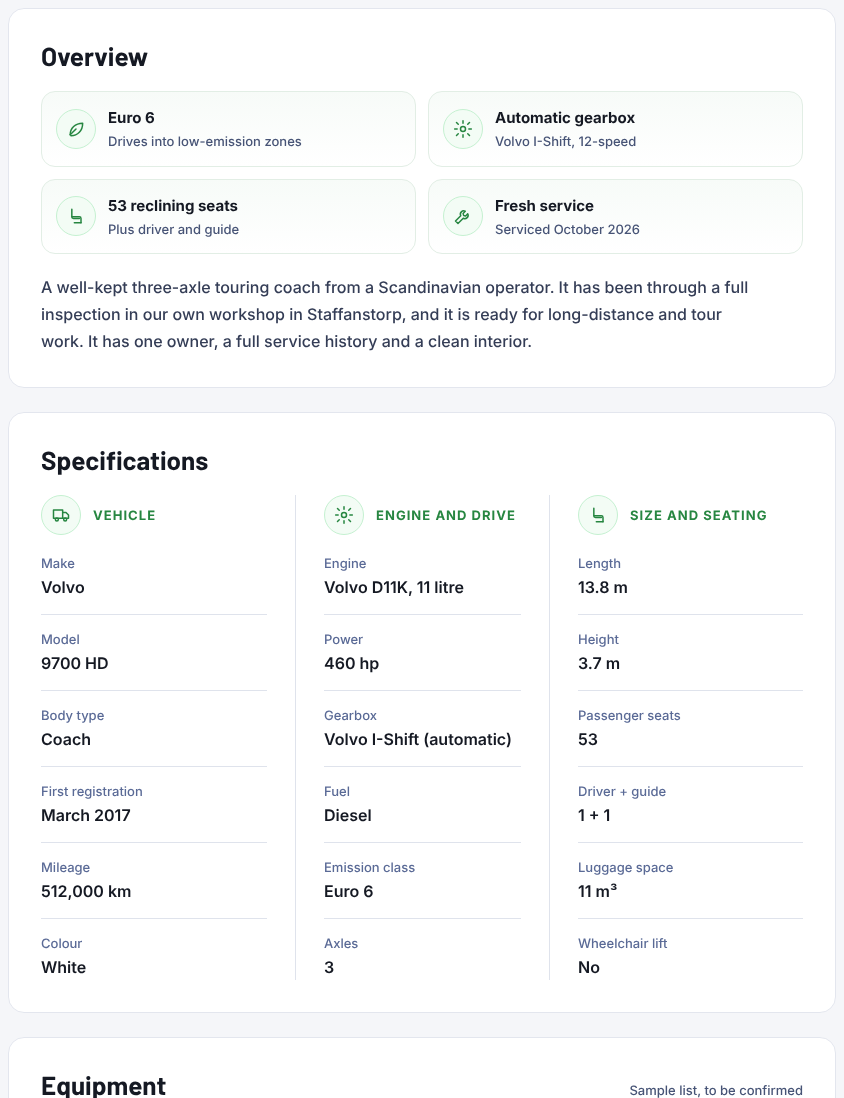 Overview
Euro 6
Drives into low-emission zones
Automatic gearbox
Volvo I-Shift, 12-speed
53 reclining seats
Plus driver and guide
Fresh service
Serviced October 2026
A well-kept three-axle touring coach from a Scandinavian operator. It has been through a full
inspection in our own workshop in Staffanstorp, and it is ready for long-distance and tour
work. It has one owner, a full service history and a clean interior.
Specifications
VEHICLE
Make
Volvo
Model
9700 HD
Body type
Coach
First registration
March 2017
Mileage
512,000 km
Colour
White
ENGINE AND DRIVE
Engine
Volvo D11K, 11 litre
Power
460 hp
Gearbox
Volvo I-Shift (automatic)
Fuel
Diesel
Emission class
Euro 6
Axles
3
SIZE AND SEATING
Length
13.8 m
Height
3.7 m
Passenger seats
53
Driver + guide
1 + 1
Luggage space
11 m³
Wheelchair lift
No
Equipment
Sample list, to be confirmed